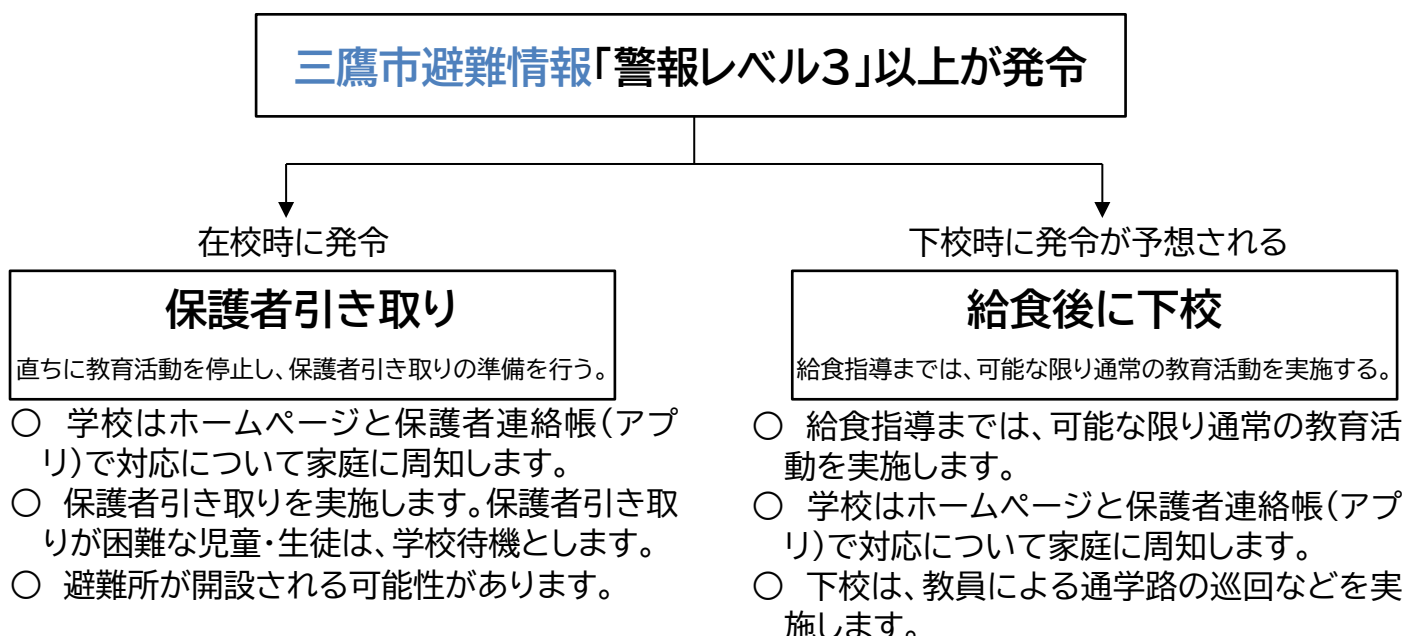 三鷹市避難情報「警報レベル3」以上が発令
在校時に発令
保護者引き取り
直ちに教育活動を停止し、保護者引き取りの準備を行う。
○ 学校はホームページと保護者連絡帳(アプ
リ)で対応について家庭に周知します。
○ 保護者引き取りを実施します。保護者引き取
りが困難な児童・生徒は、学校待機とします。
○ 避難所が開設される可能性があります。
下校時に発令が予想される
給食後に下校
給食指導までは、可能な限り通常の教育活動を実施する。
○ 給食指導までは、可能な限り通常の教育活
動を実施します。
○ 学校はホームページと保護者連絡帳(アプ
リ)で対応について家庭に周知します。
○ 下校は、教員による通学路の巡回などを実
施します。